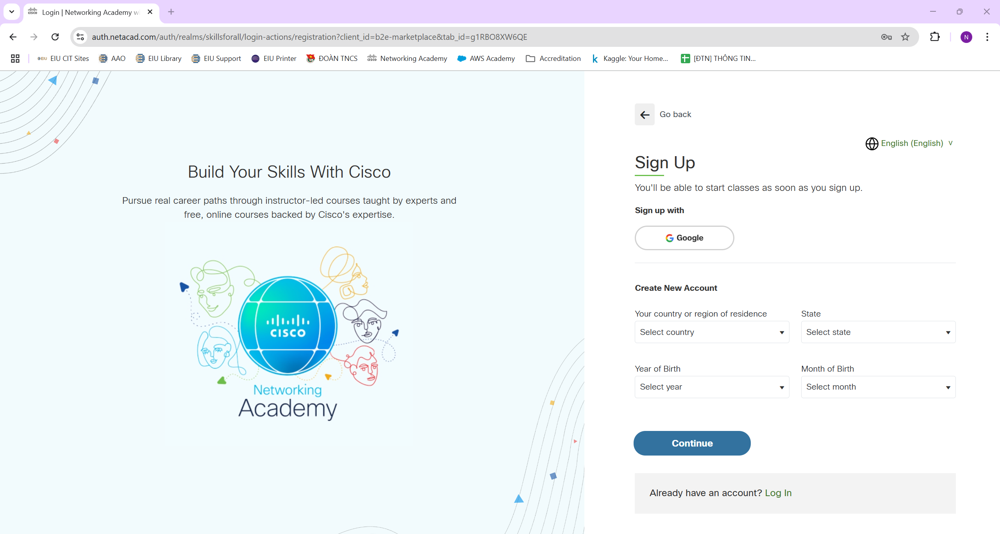 Login | Networking Academy wi
auth.netacad.com/auth/realms/skillsforall/login-actions/registration?client_id=b2e-marketplace&tab_id=g1RBO8XW6QE
N
EIU CIT Sites
AAO
EIU Library
EIU Support
EIU Printer
ĐOÀN TNCS
Networking Academy
AWS Academy
Accreditation
Kaggle: Your Home...
[ĐTN] THÔNG TIN...
Build Your Skills With Cisco
Pursue real career paths through instructor-led courses taught by experts and
free, online courses backed by Cisco's expertise.
CISCO
Networking
Academy
Go back
English (English)
Sign Up
You'll be able to start classes as soon as you sign up.
Sign up with
Google
Create New Account
Your country or region of residence
State
Select country
Select state
Year of Birth
Month of Birth
Select year
Select month
Continue
Already have an account? Log In